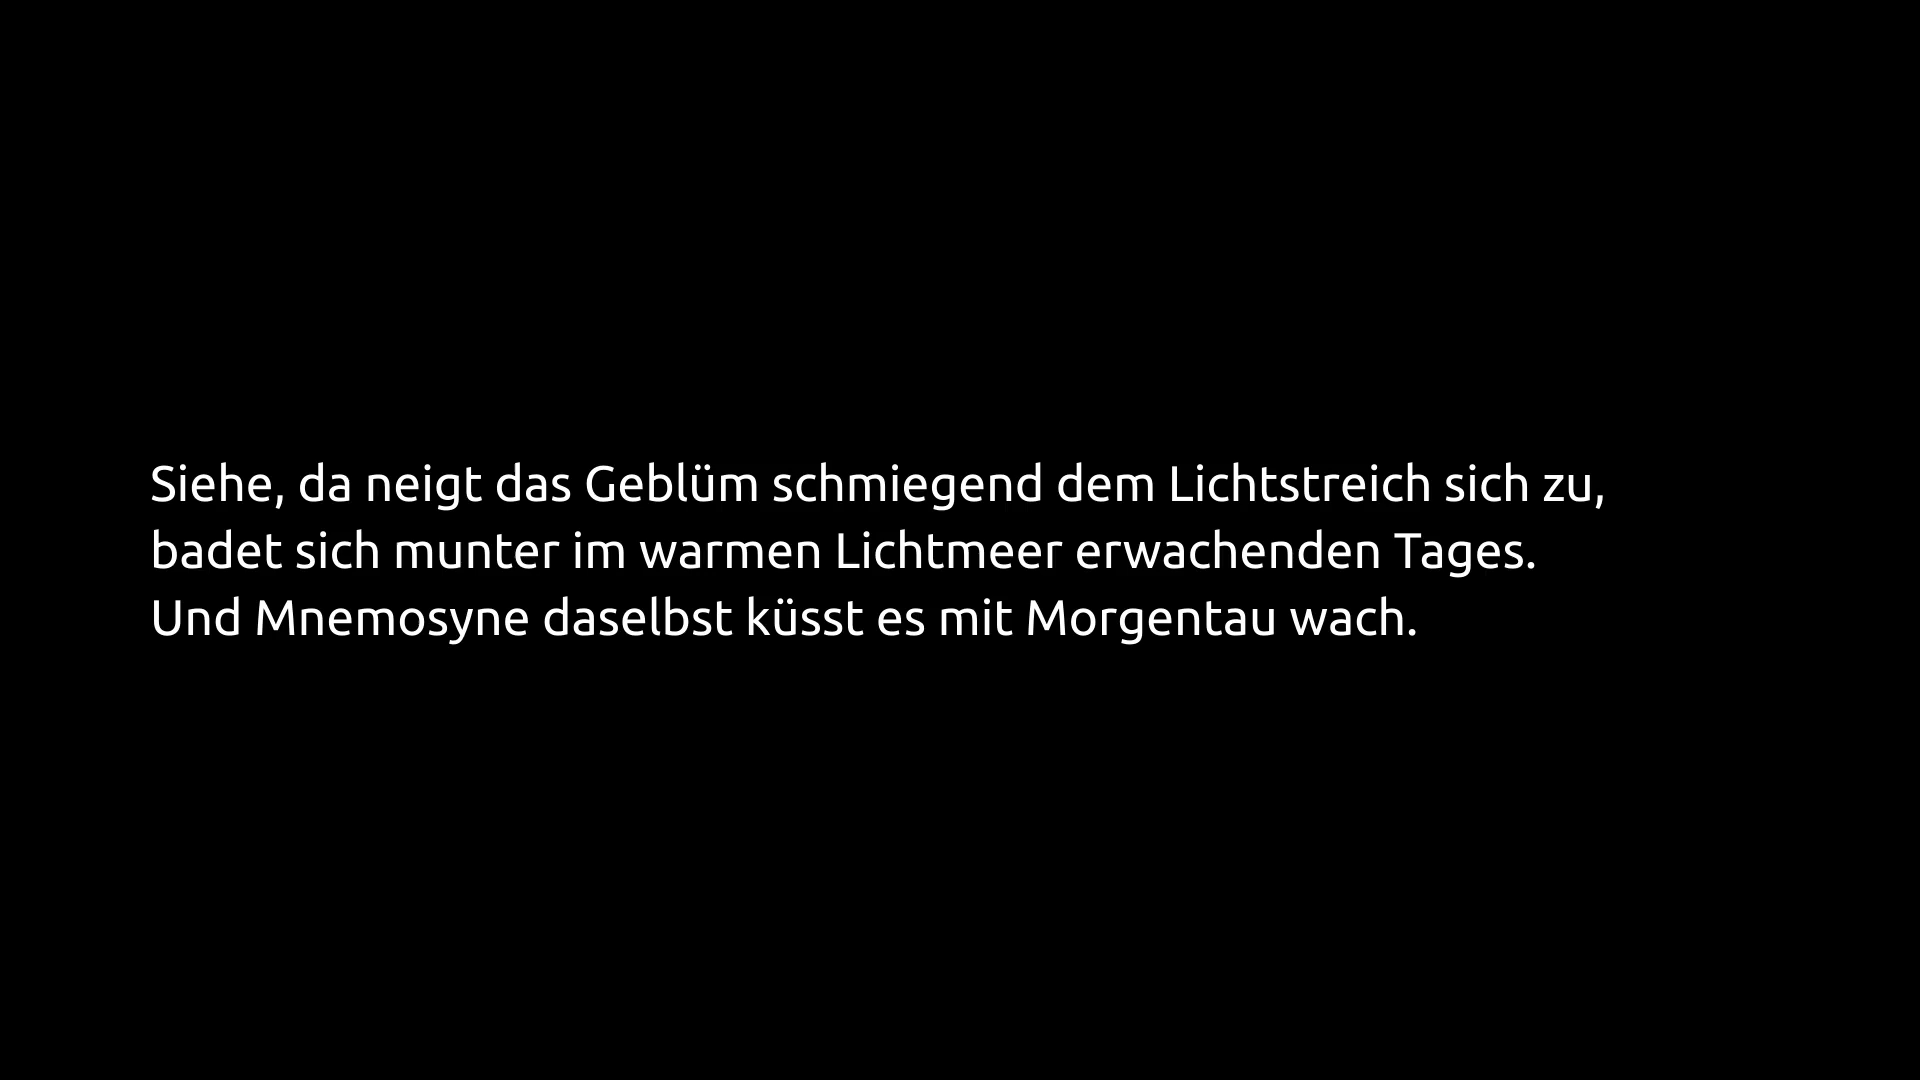 Siehe, da neigt das Geblüm schmiegend dem Lichtstreich sich zu,
badet sich munter im warmen Lichtmeer erwachenden Tages.
Und Mnemosyne daselbst küsst es mit Morgentau wach.